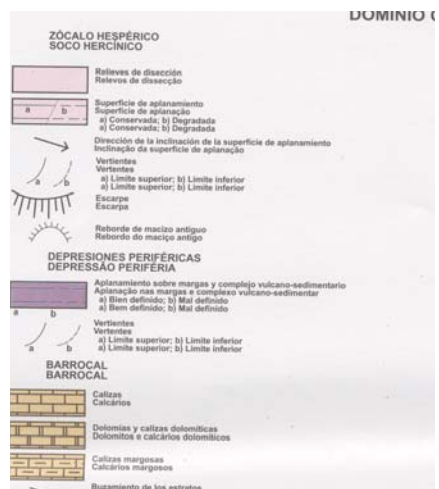 DOMINIO
ZÓCALO HESPÉRICO
SOCO HERCÍNICO
Relieves de disección
Relevos de dissecção
a b
Superficie de aplanamiento
Superfície de aplanação
a) Conservada; b) Degradada
a) Conservada; b) Degradada
Dirección de la inclinación de la superficie de aplanamiento
Inclinação da superfície de aplanação
Vertientes
Vertentes
a) Límite superior; b) Límite inferior
a) Limite superior; b) Limite inferior
a b
Escarpe
Escarpa
Reborde de macizo antiguo
Rebordo do maciço antigo
DEPRESIONES PERIFÉRICAS
DEPRESSÃO PERIFÉRIA
Aplanamiento sobre margas y complejo vulcano-sedimentario
Aplanação nas margas e complexo vulcano-sedimentar
a) Bien definido; b) Mal definido
a) Bem definido; b) Mal definido
a b
Vertientes
Vertentes
a) Límite superior; b) Límite inferior
a) Limite superior; b) Limite inferior
a b
BARROCAL
BARROCAL
Calizas
Calcários
Dolomías y calizas dolomíticas
Dolomitos e calcários dolomíticos
Calizas margosas
Calcários margosos
Buzamiento de los estratos